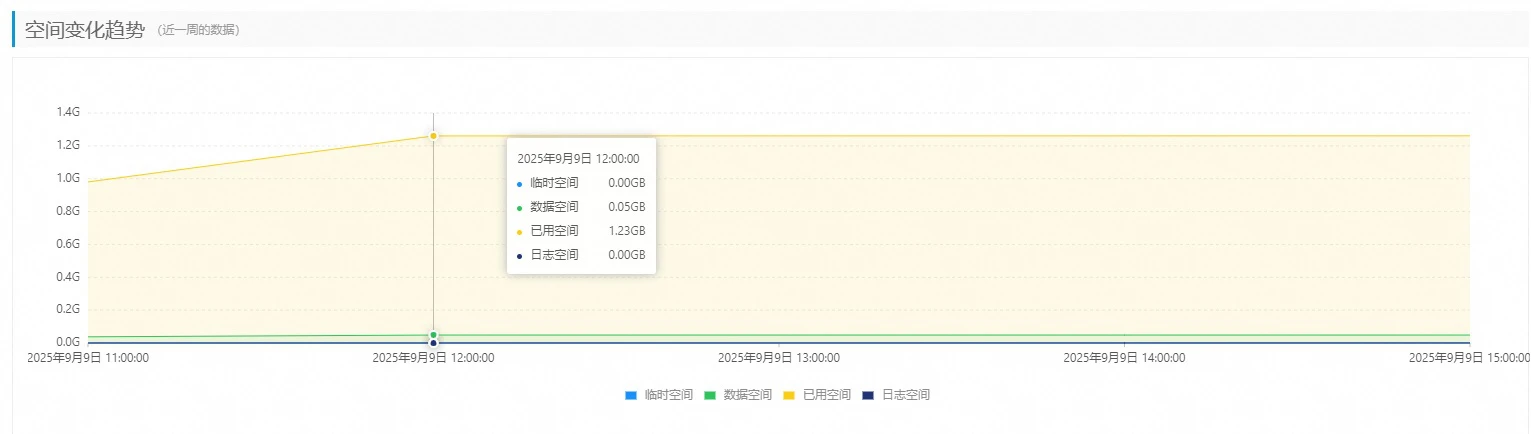 空间变化趋势 (近一周的数据)
1.4G
1.2G
1.0G
0.8G
0.6G
0.4G
0.2G
0.0G
2025年9月9日 12:00:00
临时空间 0.00GB
数据空间 0.05GB
已用空间 1.23GB
日志空间 0.00GB
2025年9月9日 11:00:00 2025年9月9日 12:00:00 2025年9月9日 13:00:00 2025年9月9日 14:00:00 2025年9月9日 15:00:00
临时空间 数据空间 已用空间 日志空间